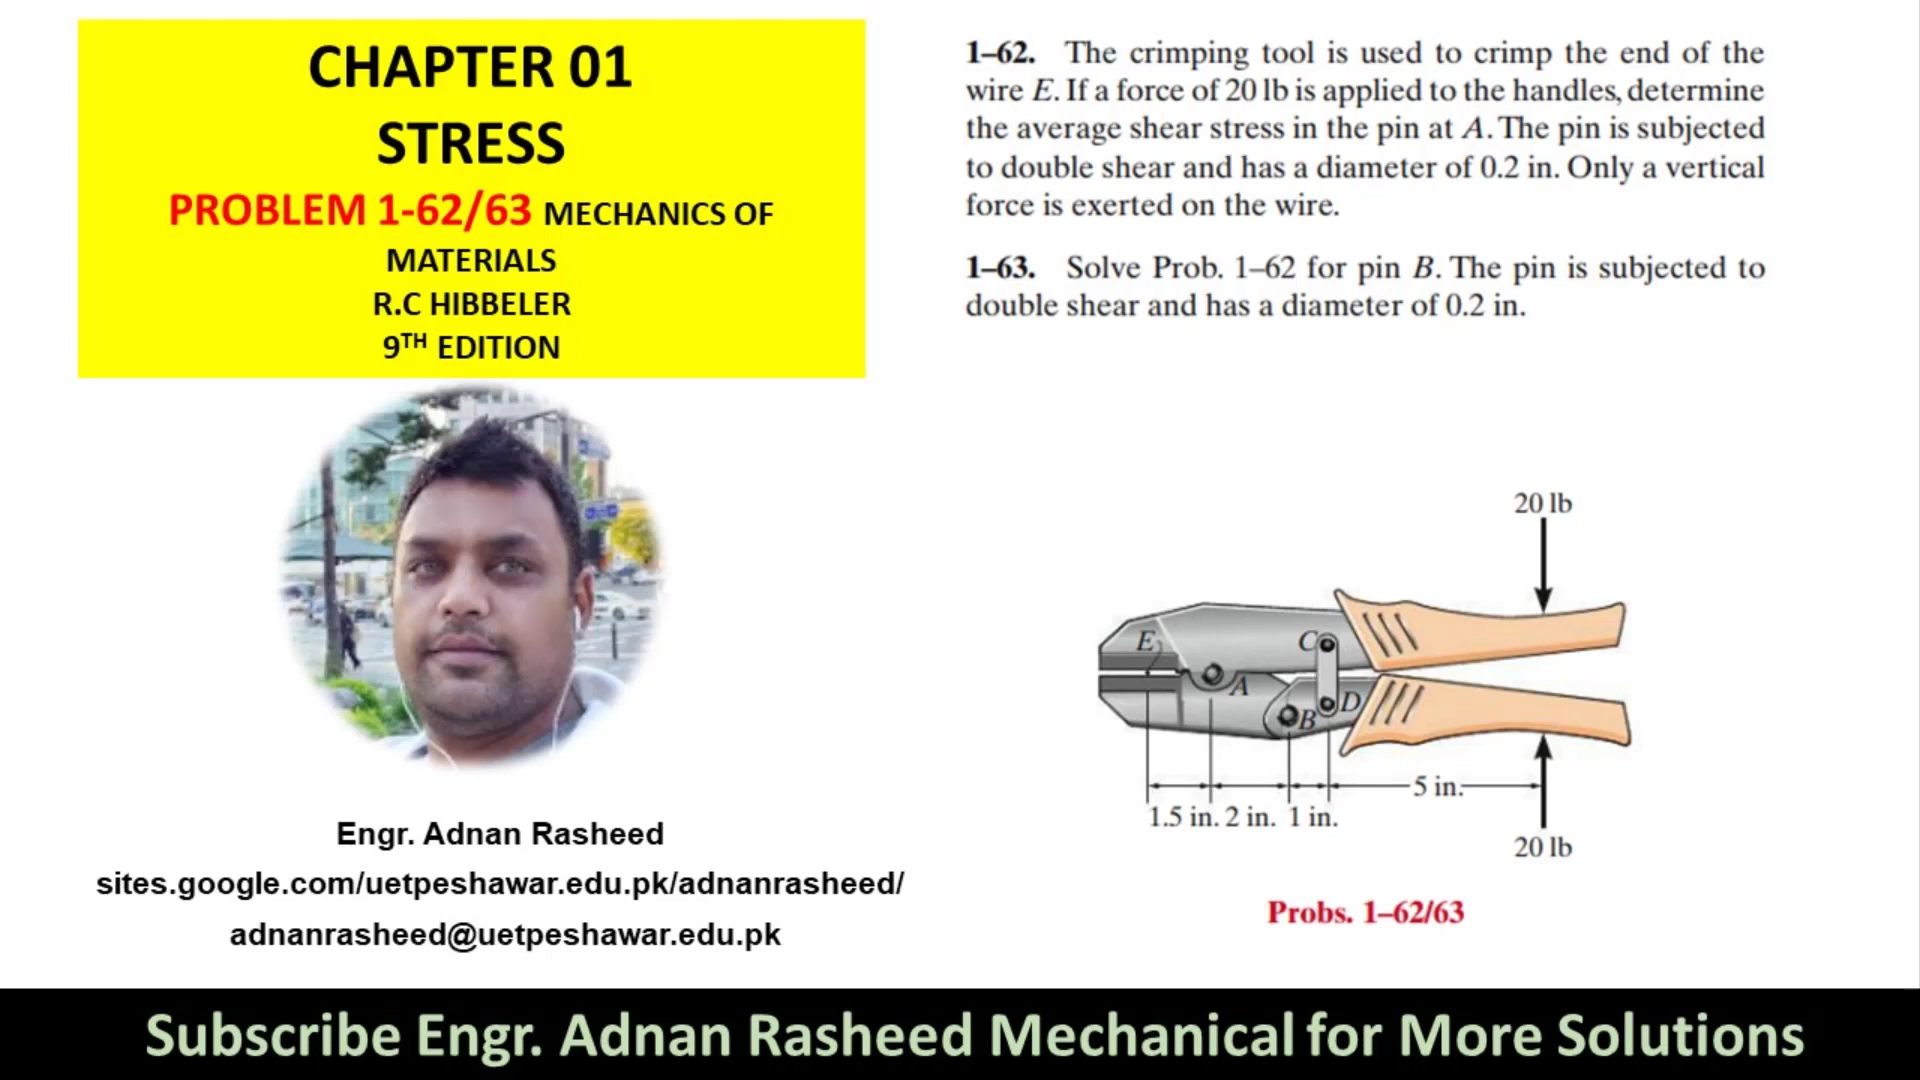 CHAPTER 01
STRESS
PROBLEM 1-62/63 MECHANICS OF
MATERIALS
R.C HIBBELER
9TH EDITION
Engr. Adnan Rasheed
sites.google.com/uetpeshawar.edu.pk/adnanrasheed/
adnanrasheed@uetpeshawar.edu.pk
1–62. The crimping tool is used to crimp the end of the
wire E. If a force of 20 lb is applied to the handles, determine
the average shear stress in the pin at A. The pin is subjected
to double shear and has a diameter of 0.2 in. Only a vertical
force is exerted on the wire.
1–63. Solve Prob. 1–62 for pin B. The pin is subjected to
double shear and has a diameter of 0.2 in.
20 lb
E
C
A
B
D
5 in.
1.5 in. 2 in. 1 in.
20 lb
Probs. 1–62/63
Subscribe Engr. Adnan Rasheed Mechanical for More Solutions